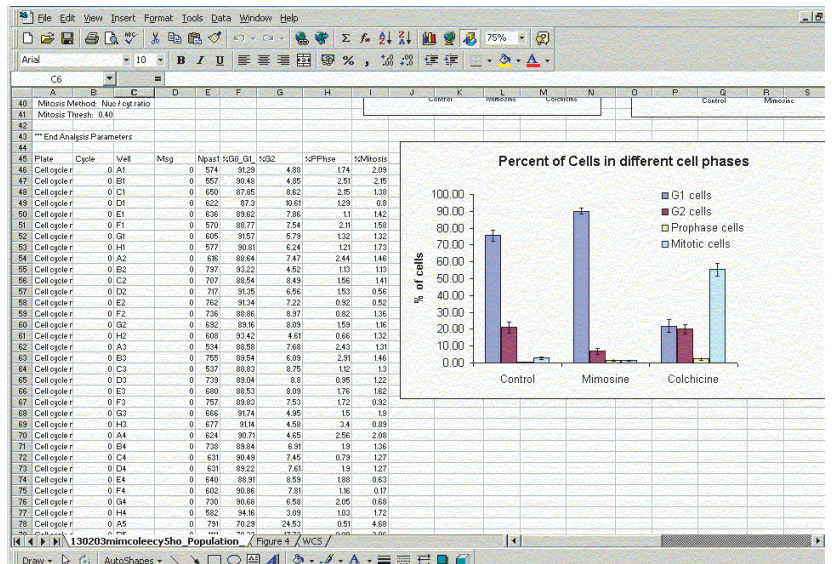 File Edit View Insert Format Tools Data Window Help
75%
Arial 10 B I U
C6 =
A B C D E F G H I J K L M N O P Q R S
40 Mitosis Method: Nuc / cyt ratio
Control Mimosine Colchicine Control Mimosine
41 Mitosis Thresh: 0.40
42
43 *** End Analysis Parameters
44
45 Plate Cycle Well Msg Npas1 %G0_G1_ %G2 %PPhse %Mitosis
46 Cell cycle r 0 A1 0 574 91.29 4.88 1.74 2.09
47 Cell cycle r 0 B1 0 557 90.48 4.85 2.51 2.15
48 Cell cycle r 0 C1 0 650 87.85 8.62 2.15 1.38
49 Cell cycle r 0 D1 0 622 87.3 10.61 1.29 0.8
50 Cell cycle r 0 E1 0 636 89.62 7.86 1.1 1.42
51 Cell cycle r 0 F1 0 570 88.77 7.54 2.11 1.58
52 Cell cycle r 0 G1 0 605 91.57 5.79 1.32 1.32
53 Cell cycle r 0 H1 0 577 90.81 6.24 1.21 1.73
54 Cell cycle r 0 A2 0 616 88.64 7.47 2.44 1.46
55 Cell cycle r 0 B2 0 797 93.22 4.52 1.13 1.13
56 Cell cycle r 0 C2 0 707 88.54 8.49 1.56 1.41
57 Cell cycle r 0 D2 0 717 91.35 6.56 1.53 0.56
58 Cell cycle r 0 E2 0 762 91.34 7.22 0.92 0.52
59 Cell cycle r 0 F2 0 736 88.86 8.97 0.82 1.36
60 Cell cycle r 0 G2 0 692 89.16 8.09 1.59 1.16
61 Cell cycle r 0 H2 0 608 93.42 4.61 0.66 1.32
62 Cell cycle r 0 A3 0 534 88.58 7.68 2.43 1.31
63 Cell cycle r 0 B3 0 755 89.54 6.09 2.91 1.46
64 Cell cycle r 0 C3 0 537 88.83 8.75 1.12 1.3
65 Cell cycle r 0 D3 0 739 89.04 8.8 0.95 1.22
66 Cell cycle r 0 E3 0 680 88.53 8.09 1.76 1.62
67 Cell cycle r 0 F3 0 757 89.83 7.53 1.72 0.92
68 Cell cycle r 0 G3 0 666 91.74 4.95 1.5 1.8
69 Cell cycle r 0 H3 0 677 91.14 4.58 3.4 0.89
70 Cell cycle r 0 A4 0 624 90.71 4.65 2.56 2.08
71 Cell cycle r 0 B4 0 738 89.84 6.91 1.9 1.36
72 Cell cycle r 0 C4 0 631 90.49 7.45 0.79 1.27
73 Cell cycle r 0 D4 0 631 89.22 7.61 1.9 1.27
74 Cell cycle r 0 E4 0 640 88.91 8.59 1.88 0.63
75 Cell cycle r 0 F4 0 602 90.86 7.81 1.16 0.17
76 Cell cycle r 0 G4 0 730 90.68 6.58 2.05 0.68
77 Cell cycle r 0 H4 0 582 94.16 3.09 1.03 1.72
78 Cell cycle r 0 A5 0 791 70.29 24.53 0.51 4.68
Percent of Cells in different cell phases
% of cells
100.00
90.00
80.00
70.00
60.00
50.00
40.00
30.00
20.00
10.00
0.00
G1 cells
G2 cells
Prophase cells
Mitotic cells
Control Mimosine Colchicine
130203mimcoleecy5ho_Population_ Figure 4 WCS
Draw AutoShapes